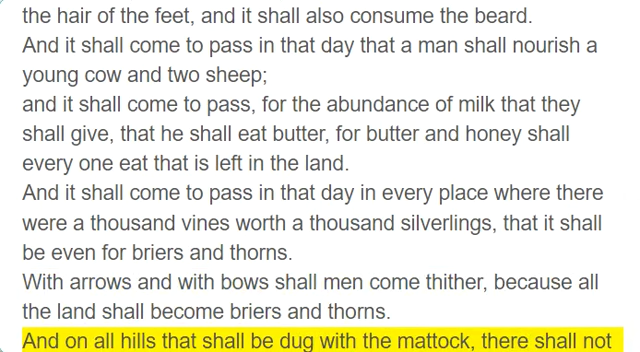 the hair of the feet, and it shall also consume the beard.
And it shall come to pass in that day that a man shall nourish a
young cow and two sheep;
and it shall come to pass, for the abundance of milk that they
shall give, that he shall eat butter, for butter and honey shall
every one eat that is left in the land.
And it shall come to pass in that day in every place where there
were a thousand vines worth a thousand silverlings, that it shall
be even for briers and thorns.
With arrows and with bows shall men come thither, because all
the land shall become briers and thorns.
And on all hills that shall be dug with the mattock, there shall not